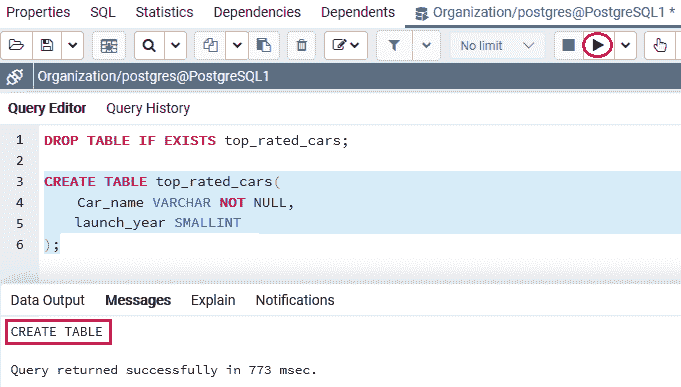 Properties SQL Statistics Dependencies Dependents Organization/postgres@PostgreSQL1 *
No limit
Organization/postgres@PostgreSQL1
Query Editor Query History
1 DROP TABLE IF EXISTS top_rated_cars;
2
3 CREATE TABLE top_rated_cars(
4 Car_name VARCHAR NOT NULL,
5 launch_year SMALLINT
6 );
Data Output Messages Explain Notifications
CREATE TABLE
Query returned successfully in 773 msec.